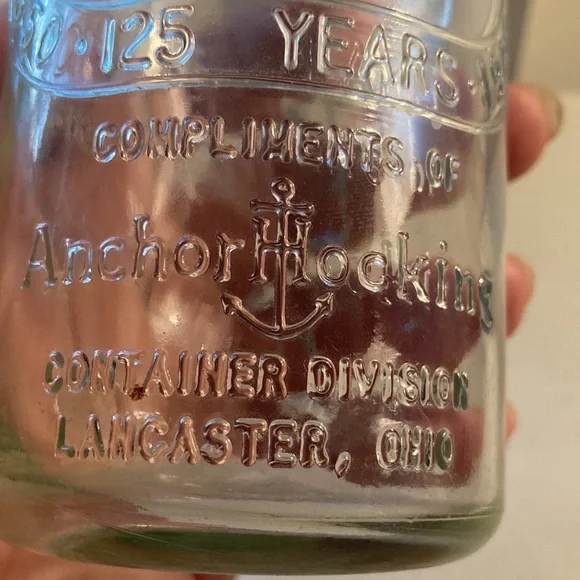 125 YEARS
COMPLIMENTS OF
Anchor Hocking
CONTAINER DIVISION
LANCASTER, OHIO